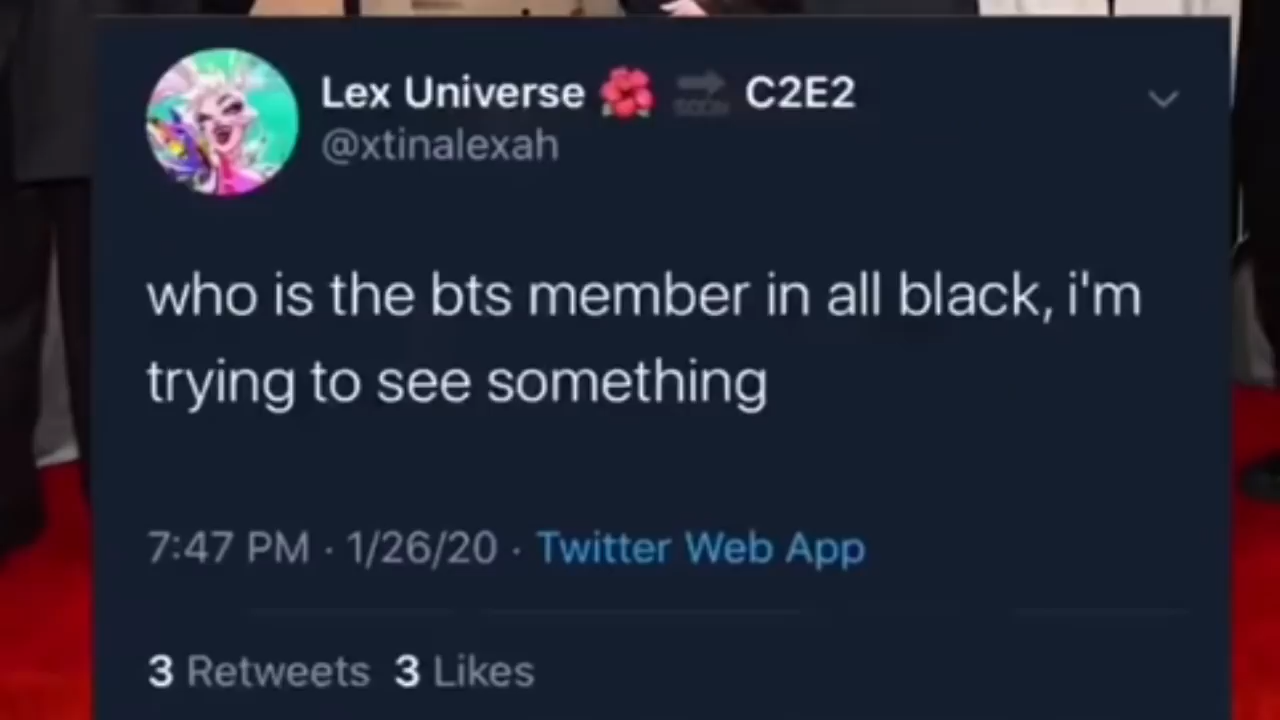 Lex Universe 🌺 🔜 C2E2
@xtinalexah
who is the bts member in all black, i'm
trying to see something
7:47 PM · 1/26/20 · Twitter Web App
3 Retweets 3 Likes